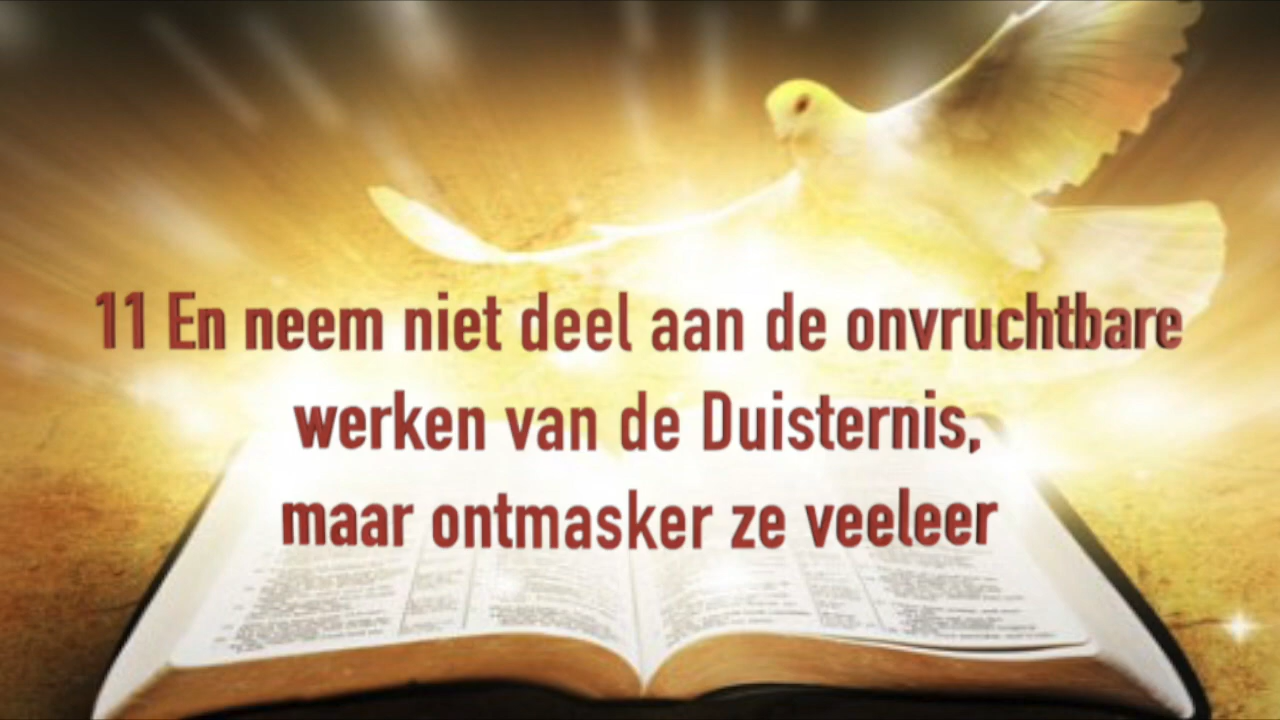 11 En neem niet deel aan de onvruchtbare
werken van de Duisternis,
maar ontmasker ze veeleer